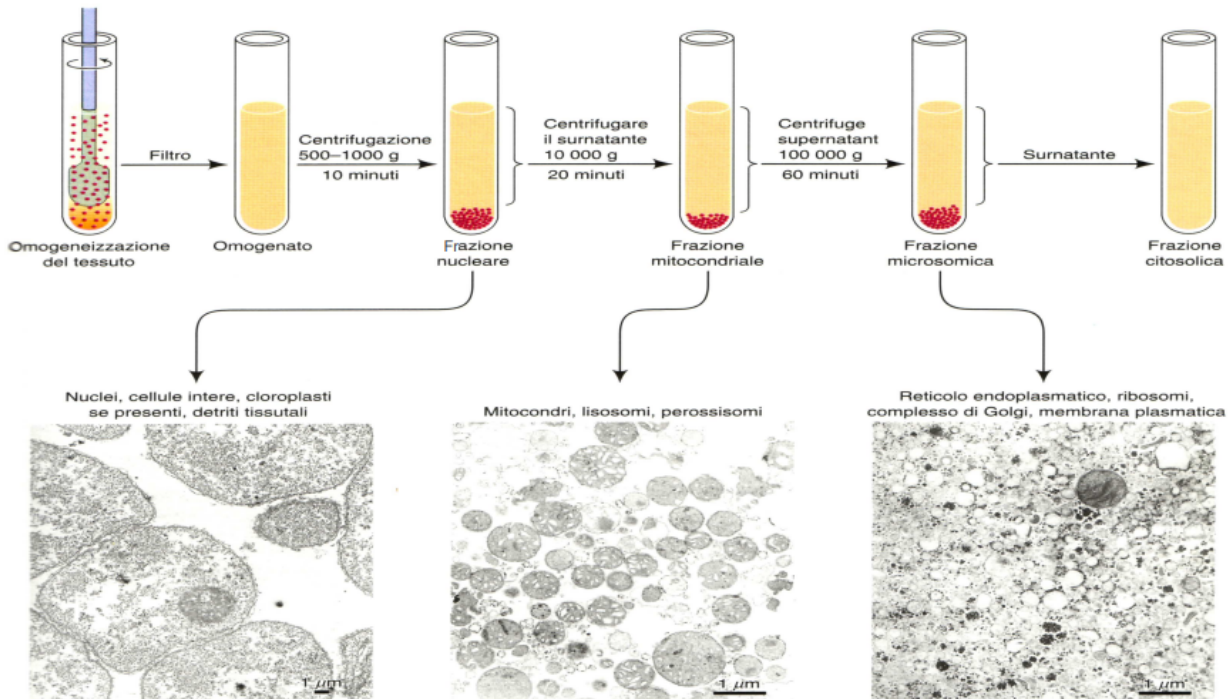 Filtro
Centrifugazione
500–1000 g
10 minuti
Centrifugare
il surnatante
10 000 g
20 minuti
Centrifuge
supernatant
100 000 g
60 minuti
Surnatante
Omogeneizzazione
del tessuto
Omogenato
Frazione
nucleare
Frazione
mitocondriale
Frazione
microsomica
Frazione
citosolica
Nuclei, cellule intere, cloroplasti
se presenti, detriti tissutali
Mitocondri, lisosomi, perossisomi
Reticolo endoplasmatico, ribosomi,
complesso di Golgi, membrana plasmatica
1 μm
1 μm
1 μm